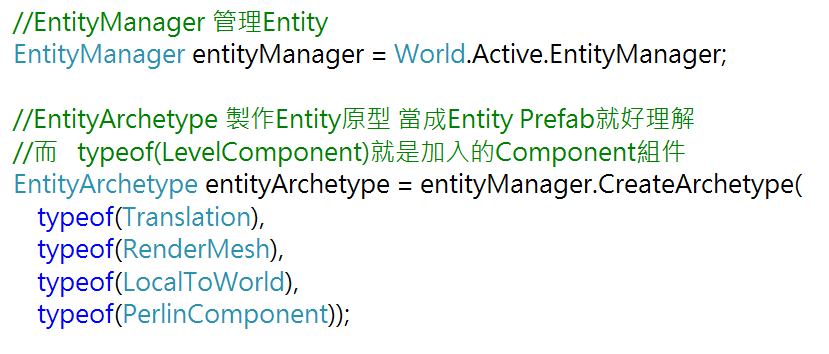 //EntityManager 管理Entity
EntityManager entityManager = World.Active.EntityManager;
//EntityArchetype 製作Entity原型 當成Entity Prefab就好理解
//而   typeof(LevelComponent)就是加入的Component組件
EntityArchetype entityArchetype = entityManager.CreateArchetype(
typeof(Translation),
typeof(RenderMesh),
typeof(LocalToWorld),
typeof(PerlinComponent));